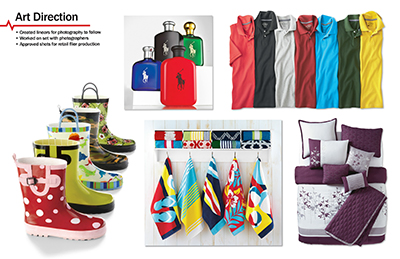 Art Direction
• Created linears for photography to follow
• Worked on set with photographers
• Approved shots for retail flier production